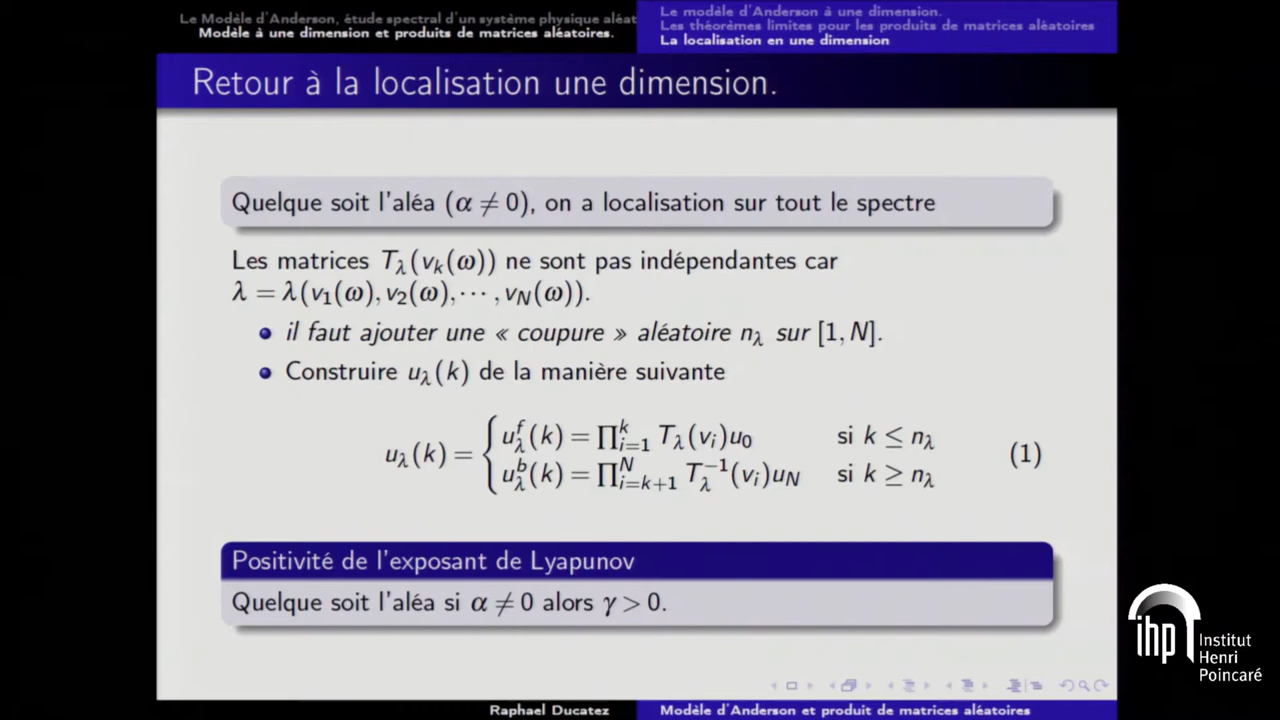 Le Modèle d'Anderson, étude spectral d'un système physique aléat
Modèle à une dimension et produits de matrices aléatoires.
Le modèle d'Anderson à une dimension.
Les théorèmes limites pour les produits de matrices aléatoires
La localisation en une dimension
Retour à la localisation une dimension.
Quelque soit l'aléa (α ≠ 0), on a localisation sur tout le spectre
Les matrices T_λ(v_k(ω)) ne sont pas indépendantes car
λ = λ(v_1(ω), v_2(ω), ⋯ , v_N(ω)).
il faut ajouter une « coupure » aléatoire n_λ sur [1, N].
Construire u_λ(k) de la manière suivante
u_λ(k) = { u_λ^f(k) = ∏_{i=1}^k T_λ(v_i)u_0 si k ≤ n_λ
u_λ^b(k) = ∏_{i=k+1}^N T_λ^{-1}(v_i)u_N si k ≥ n_λ (1)
Positivité de l'exposant de Lyapunov
Quelque soit l'aléa si α ≠ 0 alors γ > 0.
ihp Institut
Henri
Poincaré
Raphael Ducatez
Modèle d'Anderson et produit de matrices aléatoires